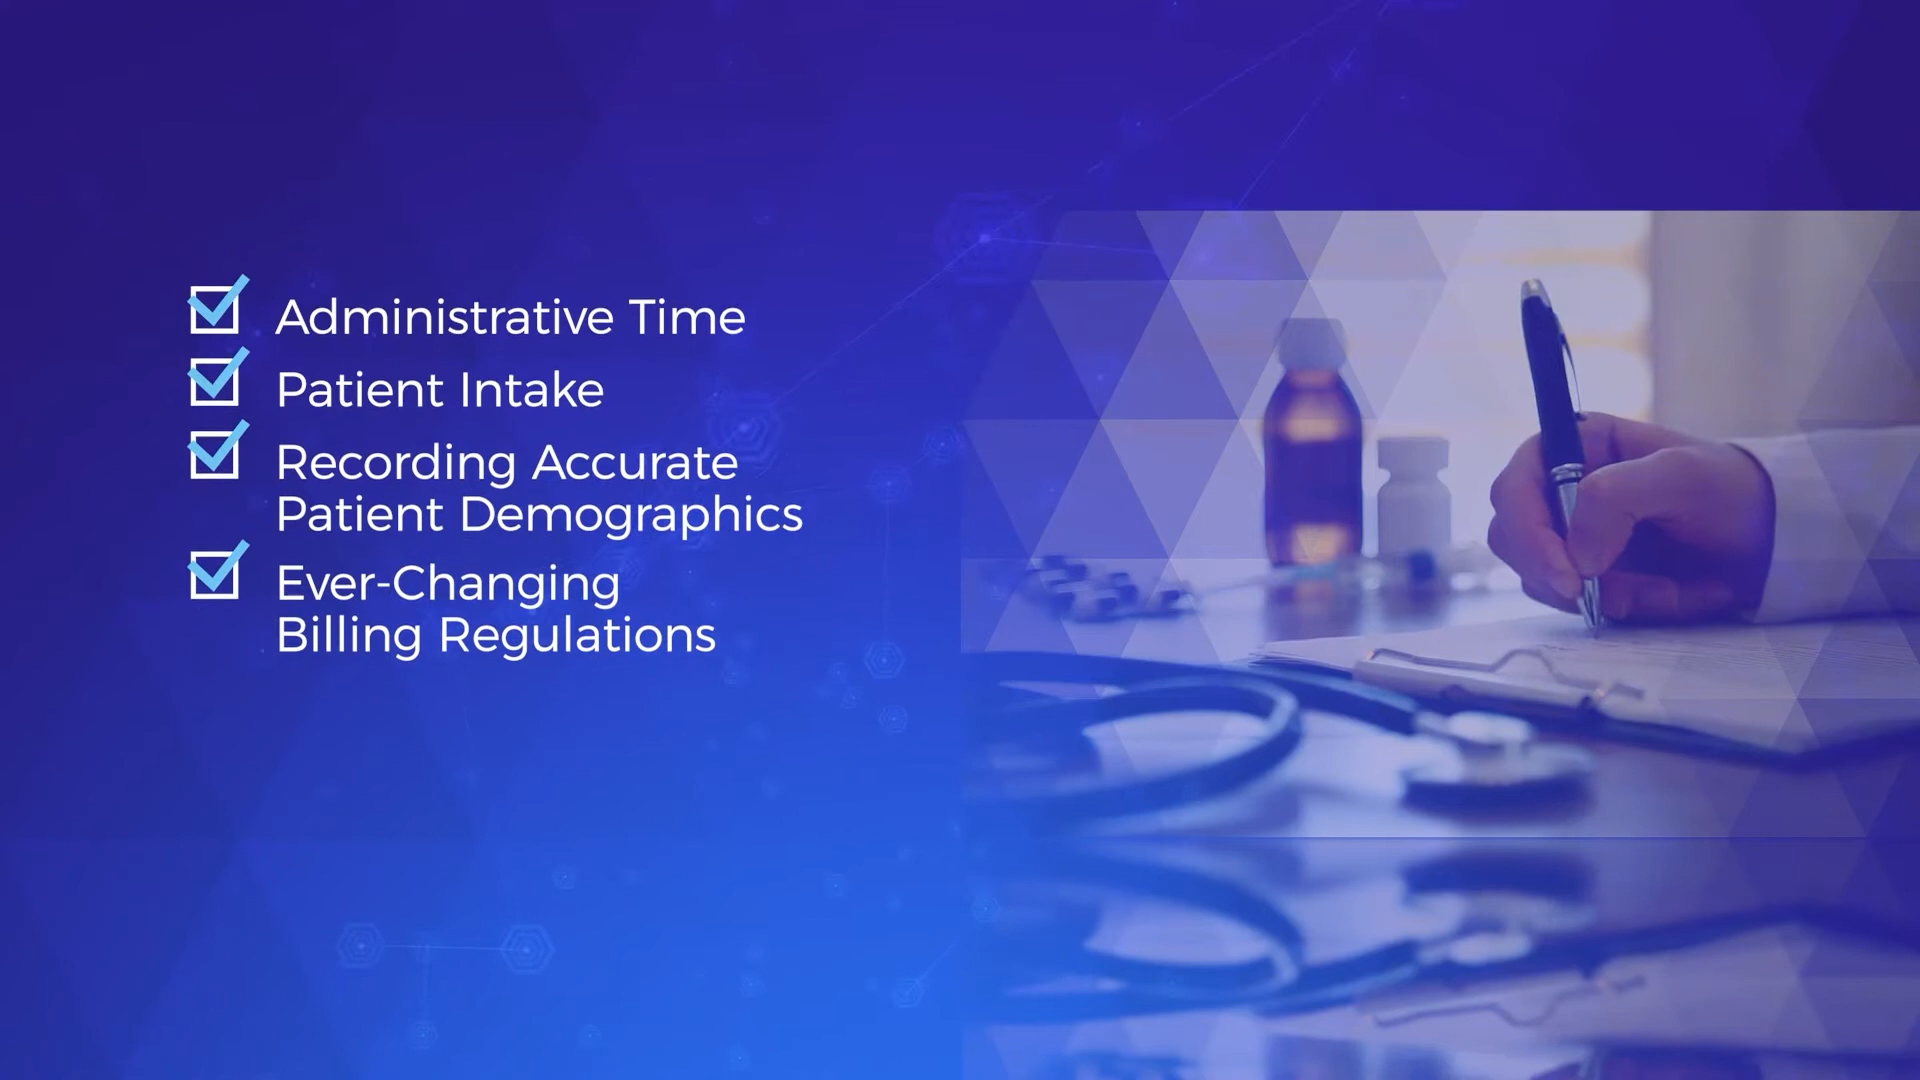 Administrative Time
Patient Intake
Recording Accurate
Patient Demographics
Ever-Changing
Billing Regulations